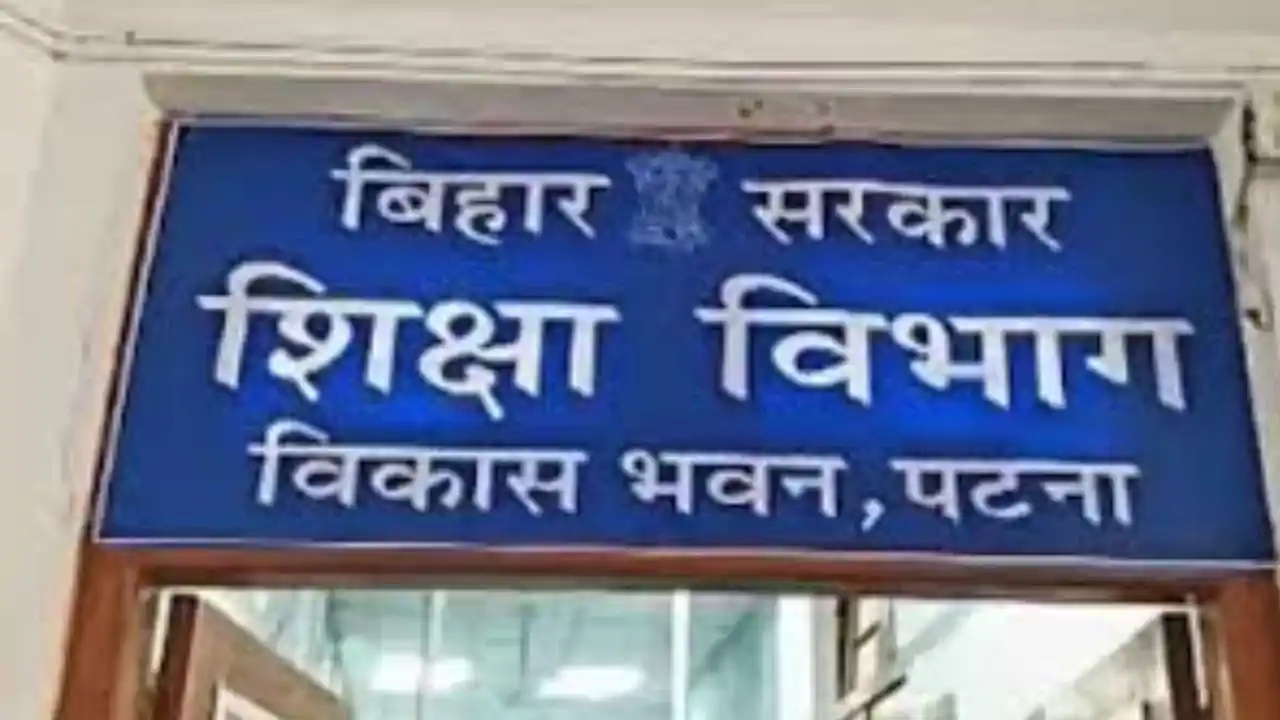 बिहार सरकार
शिक्षा विभाग
विकास भवन, पटना